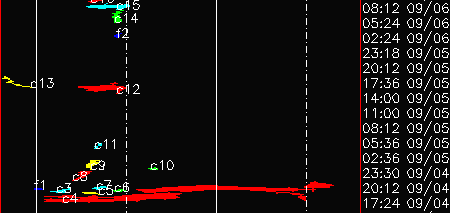 c15
08:12 09/06
c14
05:24 09/06
f2
02:24 09/06
23:18 09/05
20:12 09/05
c13
c12
17:36 09/05
14:00 09/05
11:00 09/05
08:12 09/05
c11
05:36 09/05
c9
c10
02:36 09/05
c8
23:30 09/04
f1
c3
c7
c5
c6
20:12 09/04
c4
17:24 09/04